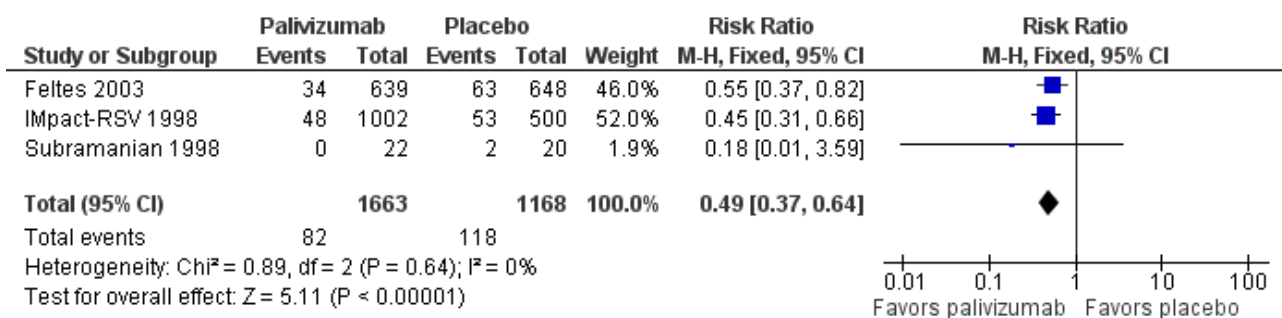 Palivizumab Placebo Risk Ratio Risk Ratio
Study or Subgroup Events Total Events Total Weight M-H, Fixed, 95% CI M-H, Fixed, 95% CI
Feltes 2003 34 639 63 648 46.0% 0.55 [0.37, 0.82]
IMpact-RSV 1998 48 1002 53 500 52.0% 0.45 [0.31, 0.66]
Subramanian 1998 0 22 2 20 1.9% 0.18 [0.01, 3.59]
Total (95% CI) 1663 1168 100.0% 0.49 [0.37, 0.64]
Total events 82 118
Heterogeneity: Chi² = 0.89, df = 2 (P = 0.64); I² = 0%
Test for overall effect: Z = 5.11 (P < 0.00001)
0.01 0.1 1 10 100
Favors palivizumab Favors placebo